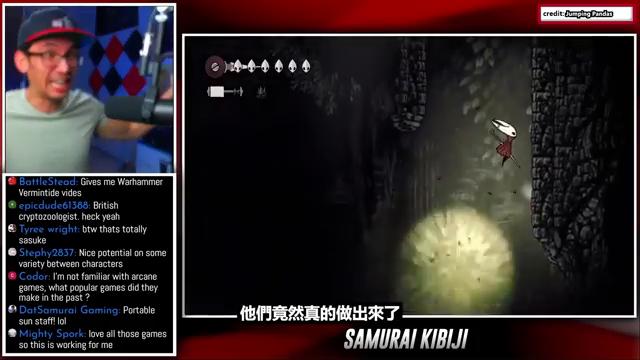 credit: Jumping Pandas
BattleStead: Gives me Warhammer
Vermintide vides
epicdude61388: British
cryptozoologist. heck yeah
Tyree wright: btw thats totally
sasuke
Stephy2837: Nice potential on some
variety between characters
Codor: I'm not familiar with arcane
games, what popular games did they
make in the past ?
DatSamurai Gaming: Portable
sun staff! lol
Mighty Spork: love all those games
so this is working for me
他們竟然真的做出來了
SAMURAI KIBIJI